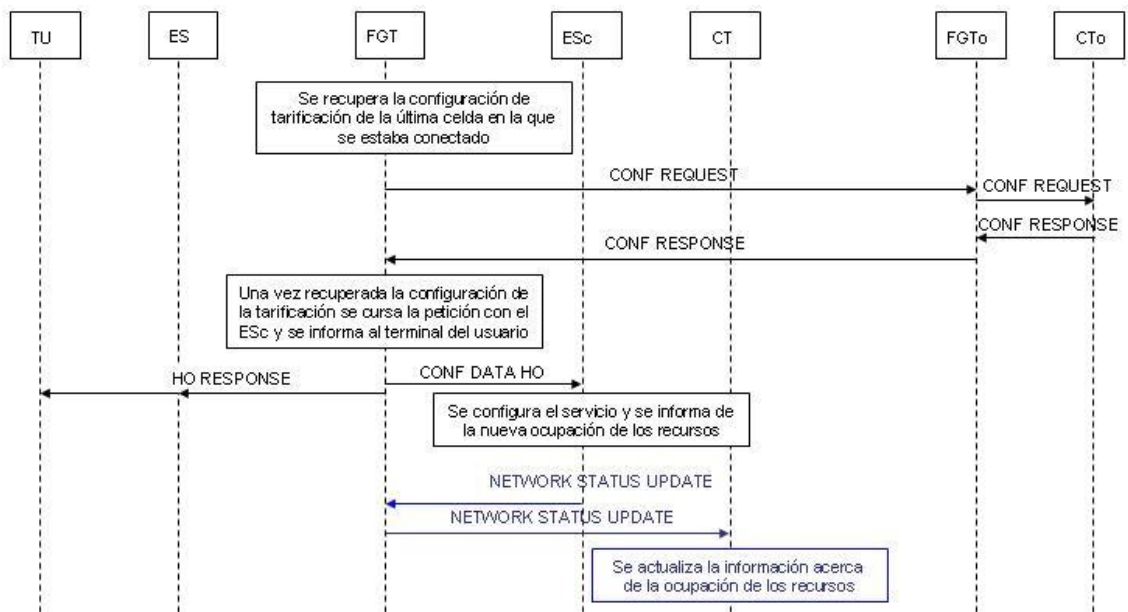 TU
ES
FGT
ESc
CT
FGTo
CTo
Se recupera la configuración de
tarificación de la última celda en la que
se estaba conectado
CONF REQUEST
CONF REQUEST
CONF RESPONSE
CONF RESPONSE
Una vez recuperada la configuración de
la tarificación se cursa la petición con el
ESc y se informa al terminal del usuario
CONF DATA HO
HO RESPONSE
Se configura el servicio y se informa de
la nueva ocupación de los recursos
NETWORK STATUS UPDATE
NETWORK STATUS UPDATE
Se actualiza la información acerca
de la ocupación de los recursos